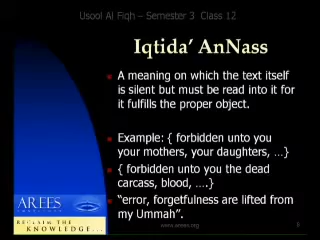 Usool Al Fiqh – Semester 3 Class 12
Iqtida' AnNass
A meaning on which the text itself
is silent but must be read into it for
it fulfills the proper object.
Example: { forbidden unto you
your mothers, your daughters, …}
{ forbidden unto you the dead
carcass, blood, ….}
“error, forgetfulness are lifted from
my Ummah”.
AREES
RECLAIM THE
KNOWLEDGE...
www.arees.org